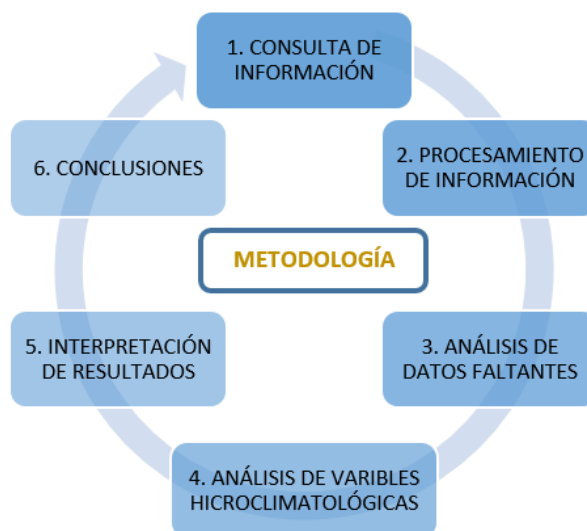 1. CONSULTA DE
INFORMACIÓN
2. PROCESAMIENTO
DE INFORMACIÓN
3. ANÁLISIS DE
DATOS FALTANTES
4. ANÁLISIS DE VARIBLES
HICROCLIMATOLÓGICAS
5. INTERPRETACIÓN
DE RESULTADOS
6. CONCLUSIONES
METODOLOGÍA